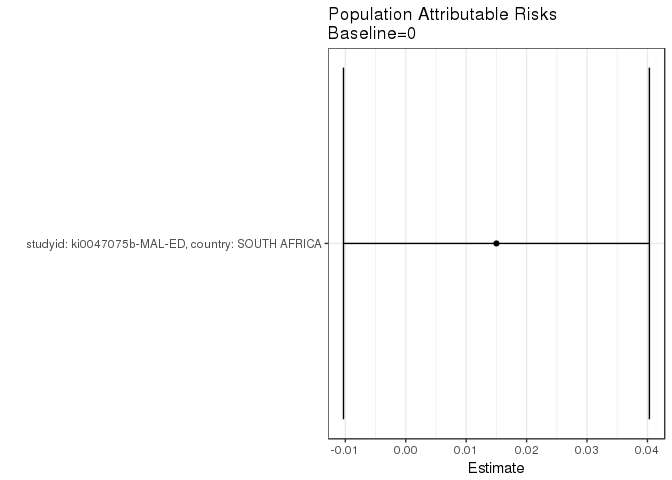 Population Attributable Risks
Baseline=0
studyid: ki0047075b-MAL-ED, country: SOUTH AFRICA
-0.01 0.00 0.01 0.02 0.03 0.04
Estimate